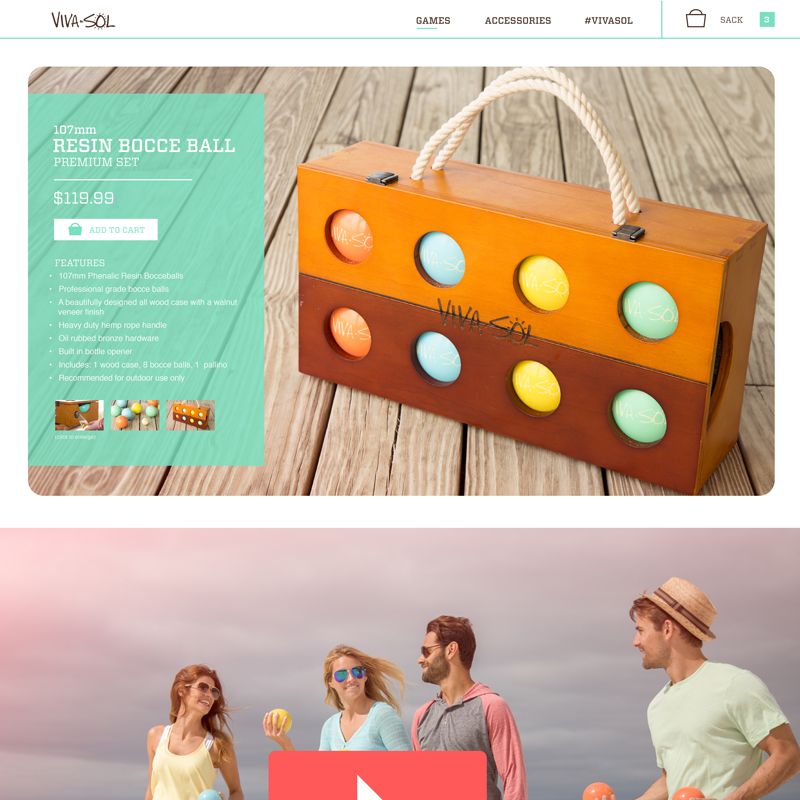 VIVA SÖL
GAMES
ACCESSORIES
#VIVASOL
SACK
3
107mm
RESIN BOCCE BALL
PREMIUM SET
$119.99
ADD TO CART
FEATURES
• 107mm Phenalic Resin Bocceballs
• Professional grade bocce balls
• A beautifully designed all wood case with a walnut
veneer finish
• Heavy duty hemp rope handle
• Oil rubbed bronze hardware
• Built in bottle opener
• Includes: 1 wood case, 8 bocce balls, 1 pallino
• Recommended for outdoor use only
(click to enlarge)
VIVA SÖL